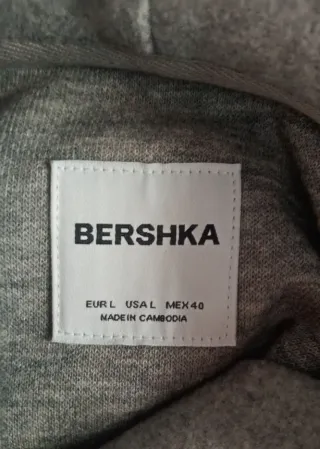 BERSHKA
EUR L USA L MEX 40
MADE IN CAMBODIA